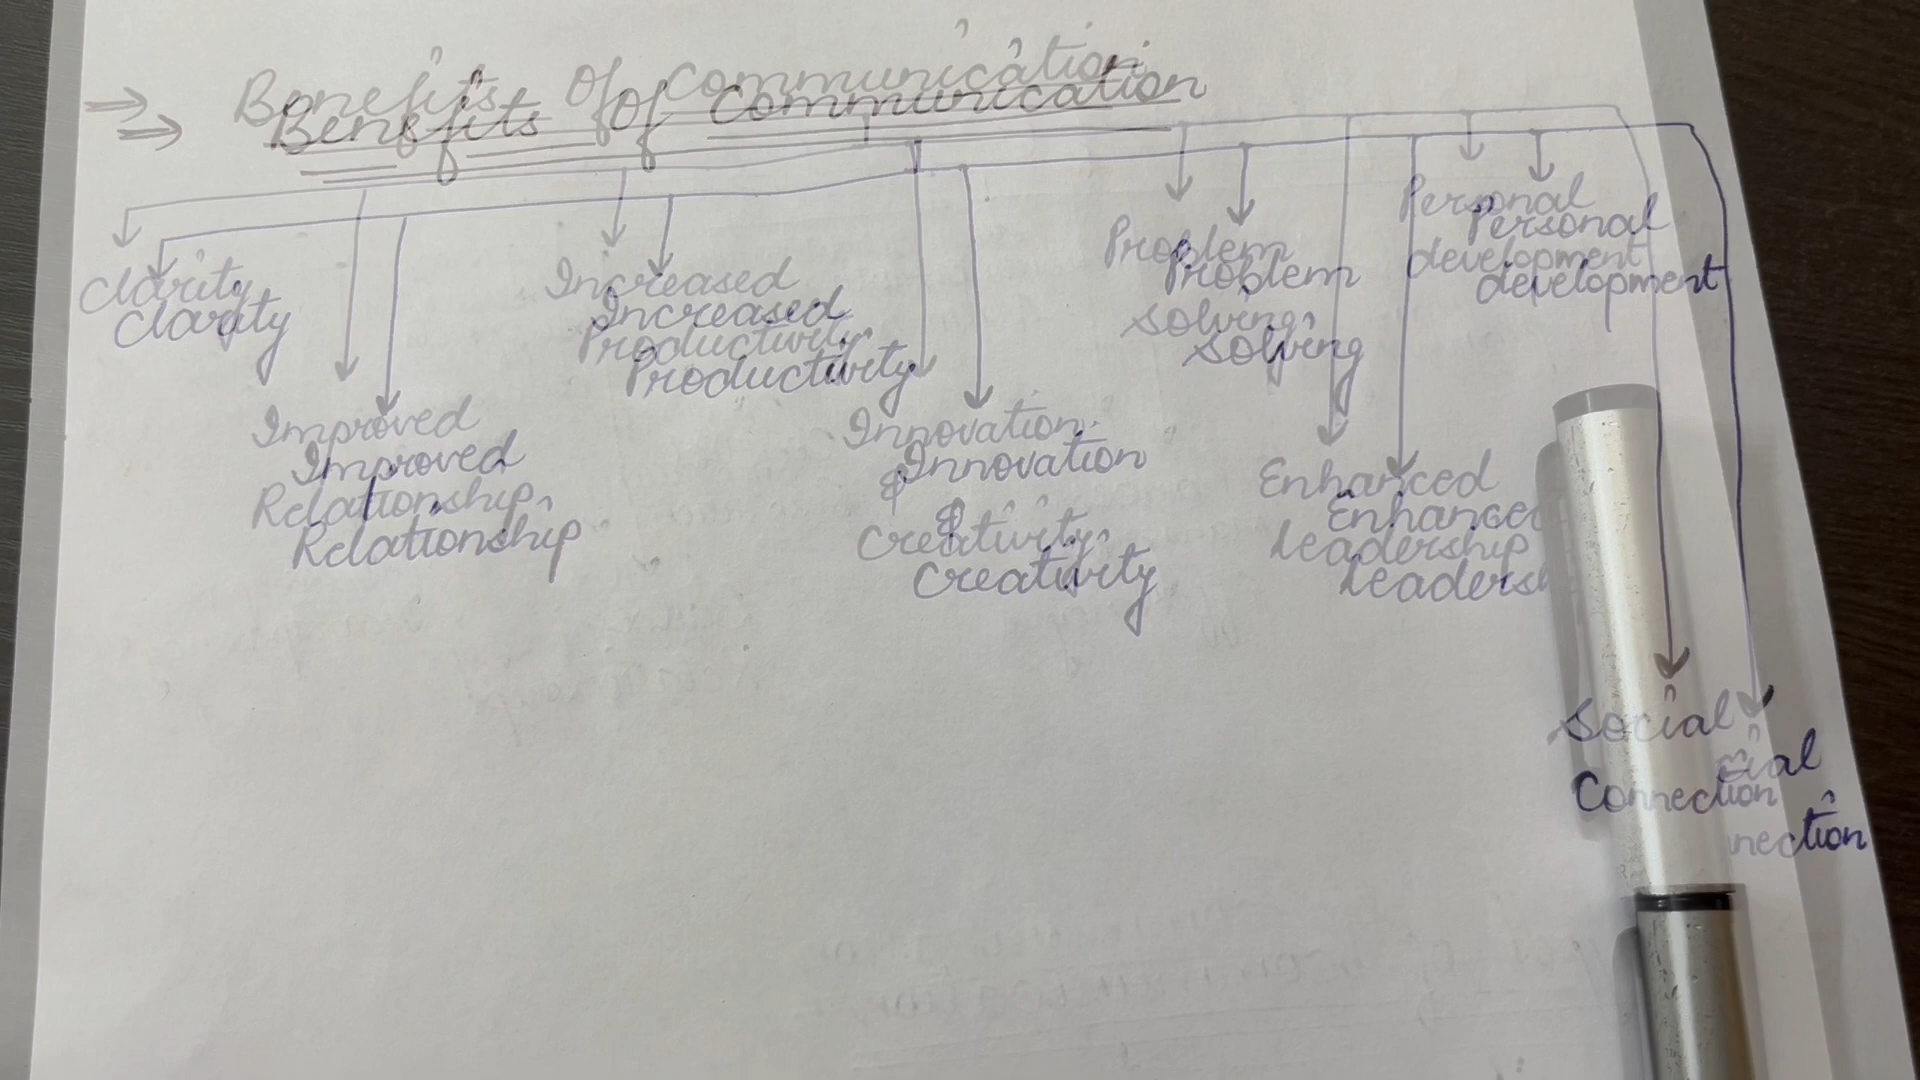 ⇒ Benefits Of Communication
Clarity
Improved
Relationship
Increased
Productivity
Innovation
&
Creativity
Problem
Solving
Enhanced
Leadership
Personal
development
Social
Connection